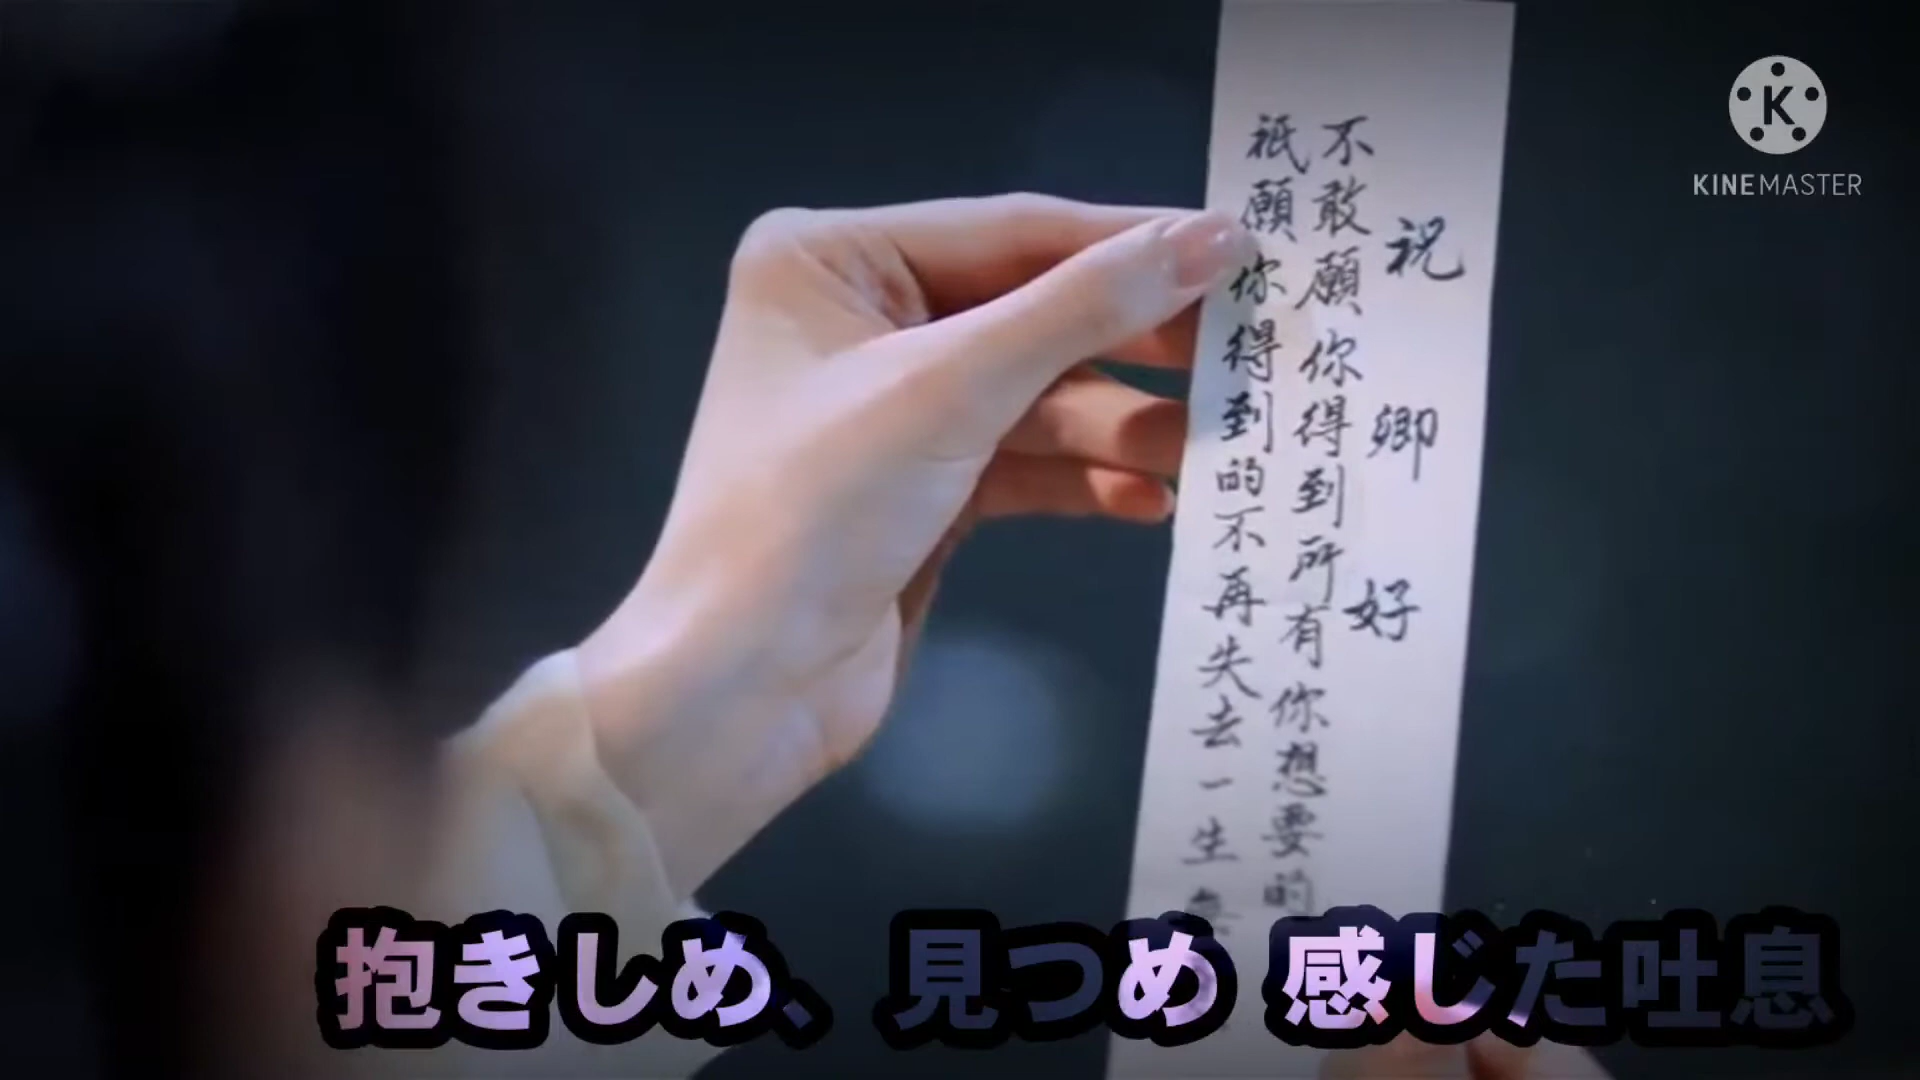 KINEMASTER
祝卿好
不敢願你得到所有你想要的
祇願你得到的不再失去一生
抱きしめ、見つめ 感じた吐息